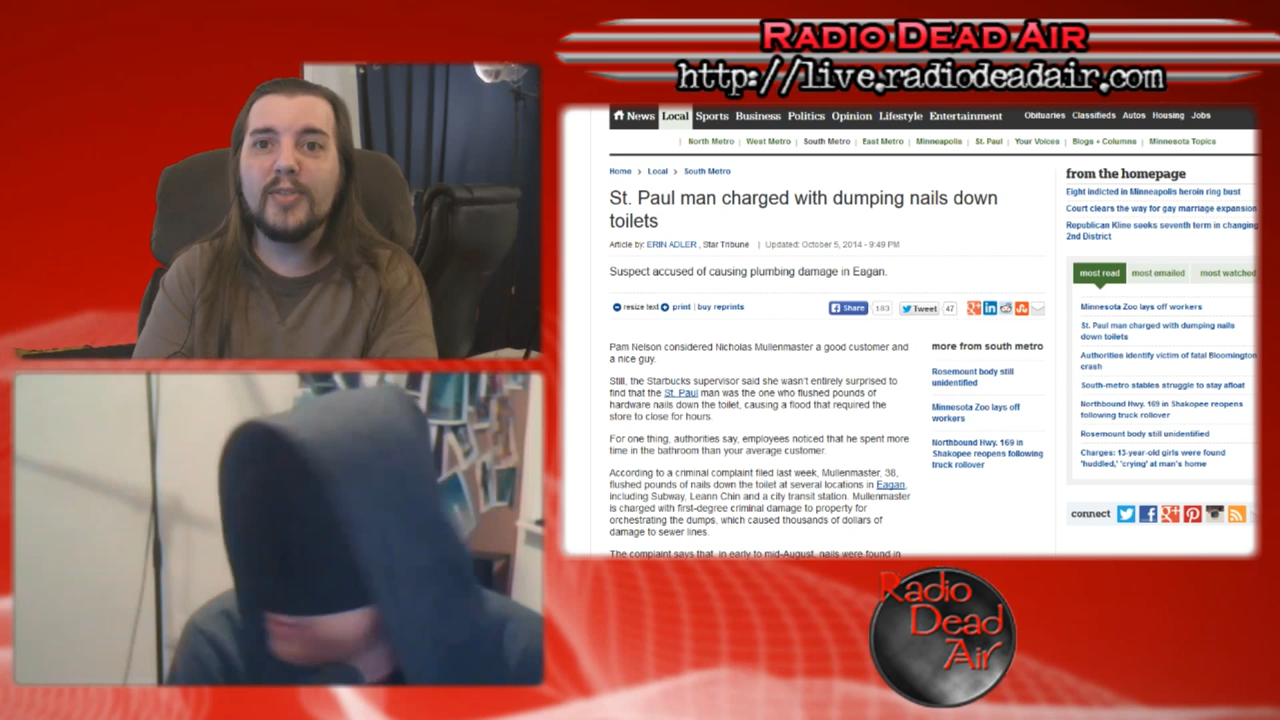 RADIO DEAD AIR
http://live.radiodeadair.com
News Local Sports Business Politics Opinion Lifestyle Entertainment Obituaries Classifieds Autos Housing Jobs
| North Metro | West Metro | South Metro | East Metro | Minneapolis | St. Paul | Your Voices | Blogs + Columns | Minnesota Topics
Home > Local > South Metro
St. Paul man charged with dumping nails down
toilets
Article by: ERIN ADLER , Star Tribune | Updated: October 5, 2014 - 9:49 PM
Suspect accused of causing plumbing damage in Eagan.
resize text print | buy reprints
Share 183 Tweet 47
Pam Nelson considered Nicholas Mullenmaster a good customer and
a nice guy.
Still, the Starbucks supervisor said she wasn't entirely surprised to
find that the St. Paul man was the one who flushed pounds of
hardware nails down the toilet, causing a flood that required the
store to close for hours.
For one thing, authorities say, employees noticed that he spent more
time in the bathroom than your average customer.
According to a criminal complaint filed last week, Mullenmaster, 38,
flushed pounds of nails down the toilet at several locations in Eagan,
including Subway, Leann Chin and a city transit station. Mullenmaster
is charged with first-degree criminal damage to property for
orchestrating the dumps, which caused thousands of dollars of
damage to sewer lines.
The complaint says that, in early to mid-August, nails were found in
more from south metro
Rosemount body still
unidentified
Minnesota Zoo lays off
workers
Northbound Hwy. 169 in
Shakopee reopens following
truck rollover
from the homepage
Eight indicted in Minneapolis heroin ring bust
Court clears the way for gay marriage expansion
Republican Kline seeks seventh term in changing
2nd District
most read most emailed most watched
Minnesota Zoo lays off workers
St. Paul man charged with dumping nails
down toilets
Authorities identify victim of fatal Bloomington
crash
South-metro stables struggle to stay afloat
Northbound Hwy. 169 in Shakopee reopens
following truck rollover
Rosemount body still unidentified
Charges: 13-year-old girls were found
'huddled,' 'crying' at man's home
connect
Radio
Dead
Air